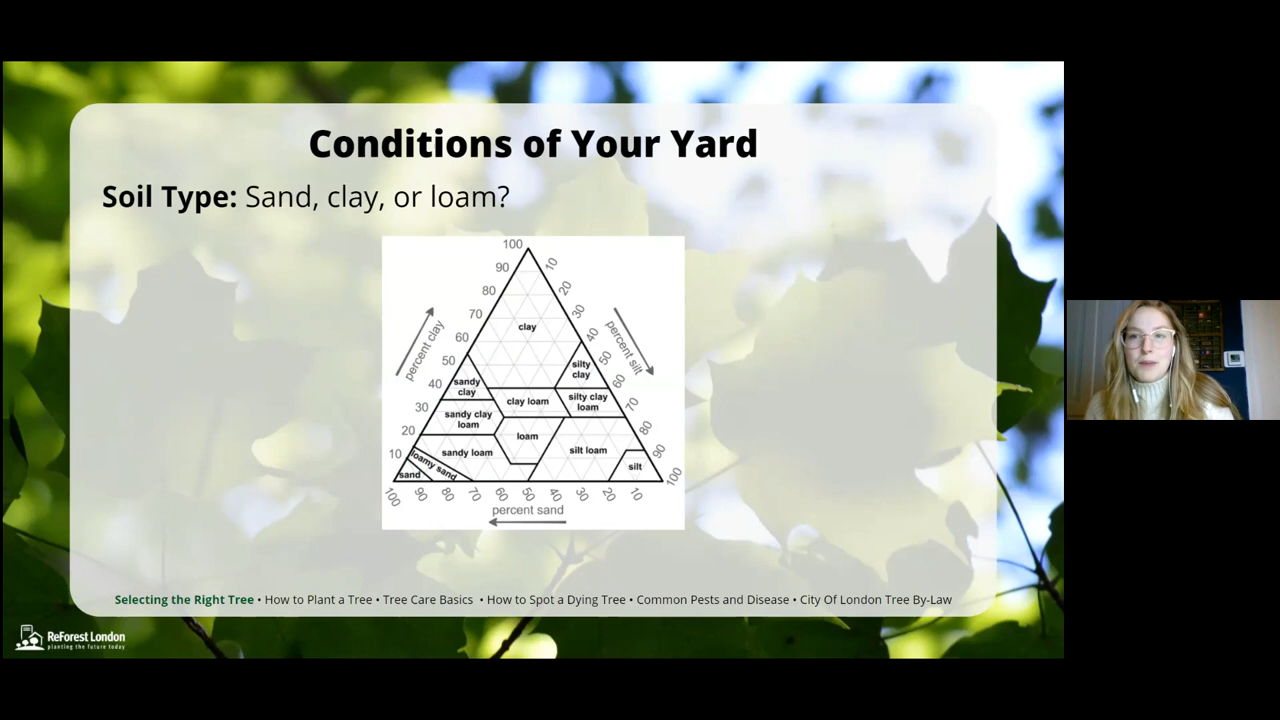 Conditions of Your Yard
Soil Type: Sand, clay, or loam?
100
90
80
70
60
50
40
30
20
10
percent clay
10
20
30
40
50
60
70
80
90
100
percent silt
clay
silty
clay
sandy
clay
clay loam
silty clay
loam
sandy clay
loam
loam
sandy loam
silt loam
loamy sand
sand
silt
100
90
80
70
60
50
40
30
20
10
percent sand
Selecting the Right Tree • How to Plant a Tree • Tree Care Basics • How to Spot a Dying Tree • Common Pests and Disease • City Of London Tree By-Law
ReForest London
planting the future today